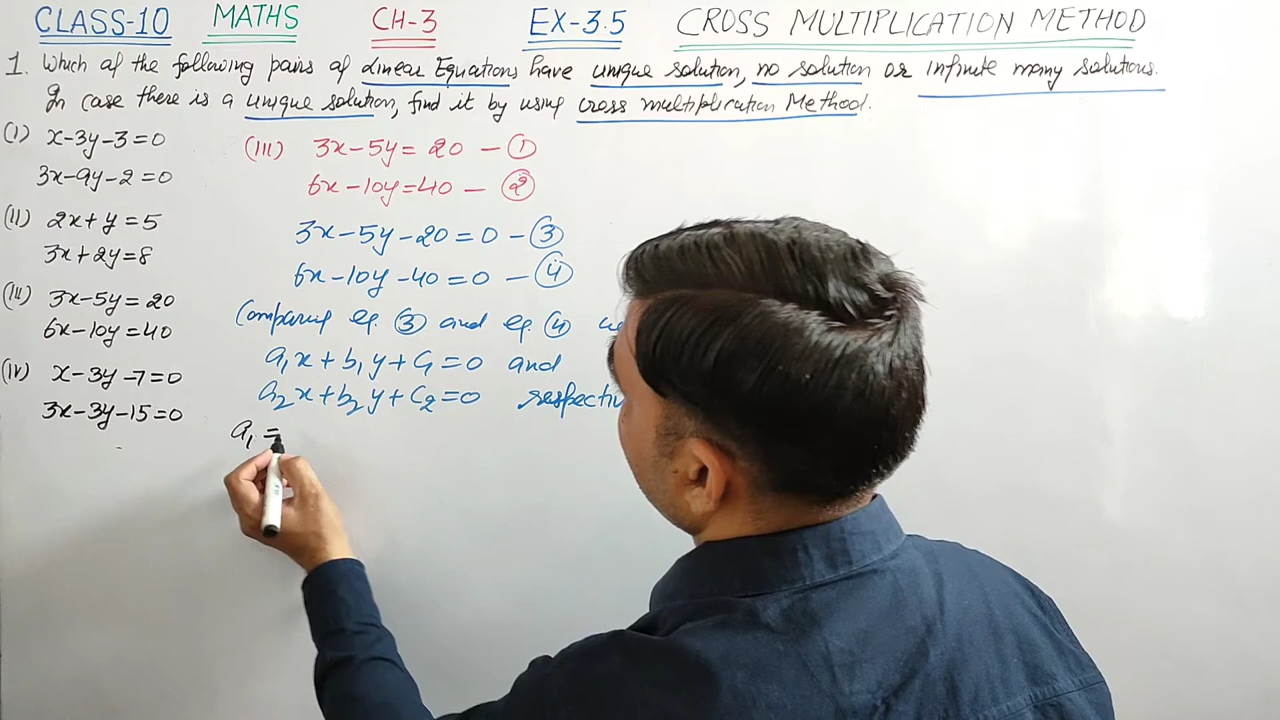 CLASS-10 MATHS CH-3 EX-3.5 CROSS MULTIPLICATION METHOD
1. Which of the following pairs of Linear Equations have unique solution, no solution or infinite many solutions.
In case there is a unique solution, find it by using cross multiplication Method.
(I) x-3y-3=0
3x-9y-2=0
(II) 2x+y=5
3x+2y=8
(III) 3x-5y=20
6x-10y=40
(IV) x-3y-7=0
3x-3y-15=0
(III) 3x-5y=20 - ①
6x-10y=40 - ②
3x-5y-20=0 - ③
6x-10y-40=0 - ④
Comparing eq. ③ and eq. ④
a₁x+b₁y+c₁=0 and
a₂x+b₂y+c₂=0
a₁ =